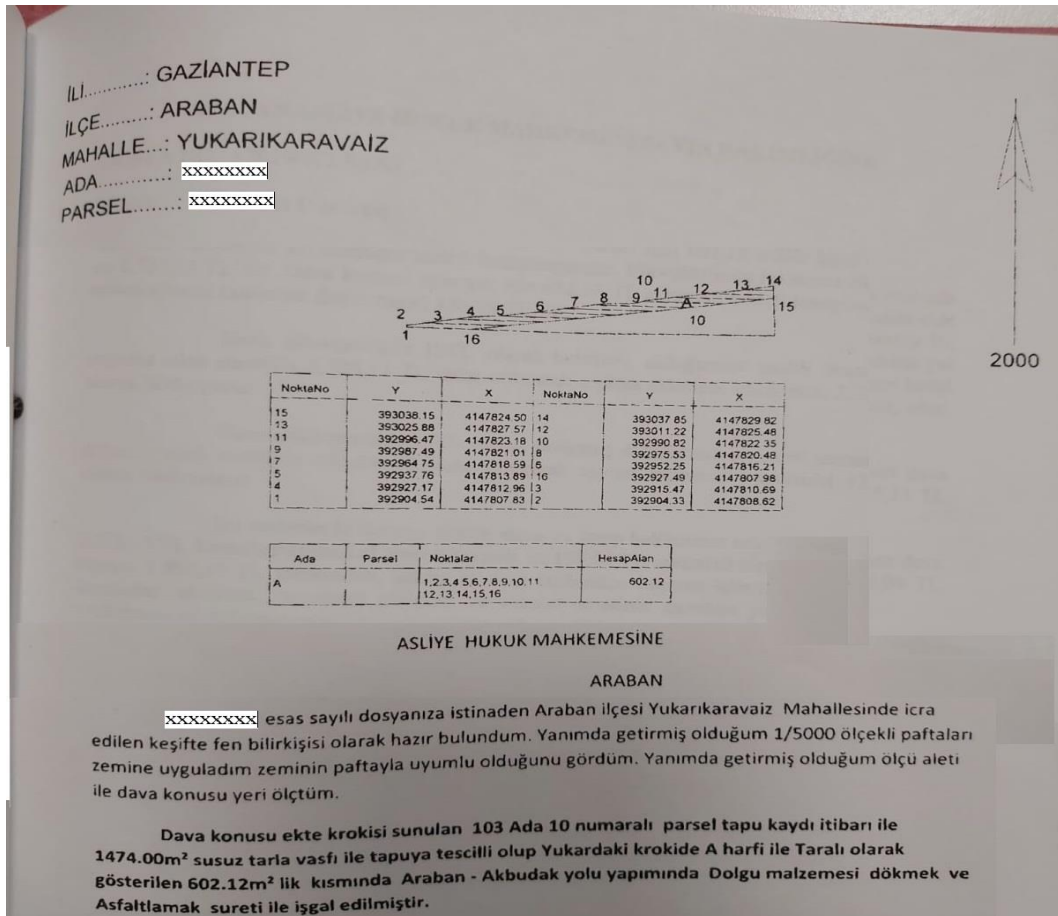 İLİ............: GAZİANTEP
İLÇE.........: ARABAN
MAHALLE...: YUKARIKARAVAİZ
ADA............: xxxxxxxx
PARSEL.......: xxxxxxxx
10 14
2 3 4 5 6 7 8 9 11 12 13
A 15
1 16 10
2000
NoktaNo Y X NoktaNo Y X
15 393038.15 4147824.50 14 393037.85 4147829.82
13 393025.88 4147827.57 12 393011.22 4147825.48
11 392996.47 4147823.18 10 392990.82 4147822.35
9 392987.49 4147821.01 8 392975.53 4147820.48
7 392964.75 4147818.59 6 392952.25 4147816.21
5 392937.76 4147813.89 16 392927.49 4147807.98
4 392927.17 4147812.96 3 392915.47 4147810.69
1 392904.54 4147807.83 2 392904.33 4147808.62
Ada Parsel Noktalar HesapAlan
A 1,2,3,4 5,6,7,8,9,10,11 602.12
12,13,14,15,16
ASLİYE HUKUK MAHKEMESİNE
ARABAN
xxxxxxxx esas sayılı dosyanıza istinaden Araban ilçesi Yukarıkaravaiz Mahallesinde icra
edilen keşifte fen bilirkişisi olarak hazır bulundum. Yanımda getirmiş olduğum 1/5000 ölçekli paftaları
zemine uyguladım zeminin paftayla uyumlu olduğunu gördüm. Yanımda getirmiş olduğum ölçü aleti
ile dava konusu yeri ölçtüm.
Dava konusu ekte krokisi sunulan 103 Ada 10 numaralı parsel tapu kaydı itibarı ile
1474.00m² susuz tarla vasfı ile tapuya tescilli olup Yukardaki krokide A harfi ile Taralı olarak
gösterilen 602.12m² lik kısmında Araban - Akbudak yolu yapımında Dolgu malzemesi dökmek ve
Asfaltlamak sureti ile işgal edilmiştir.